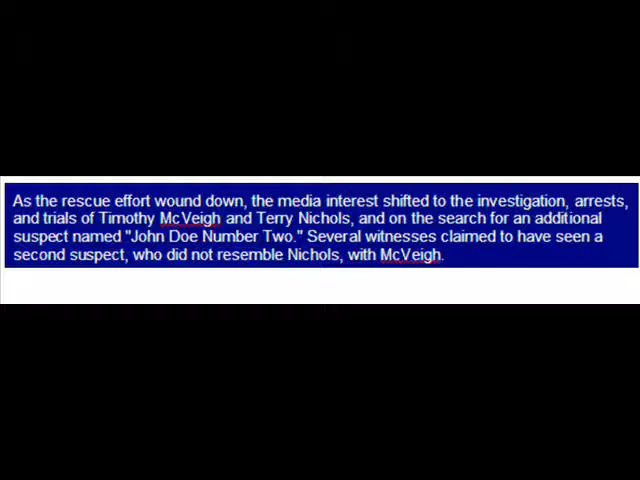 As the rescue effort wound down, the media interest shifted to the investigation, arrests,
and trials of Timothy McVeigh and Terry Nichols, and on the search for an additional
suspect named "John Doe Number Two." Several witnesses claimed to have seen a
second suspect, who did not resemble Nichols, with McVeigh.